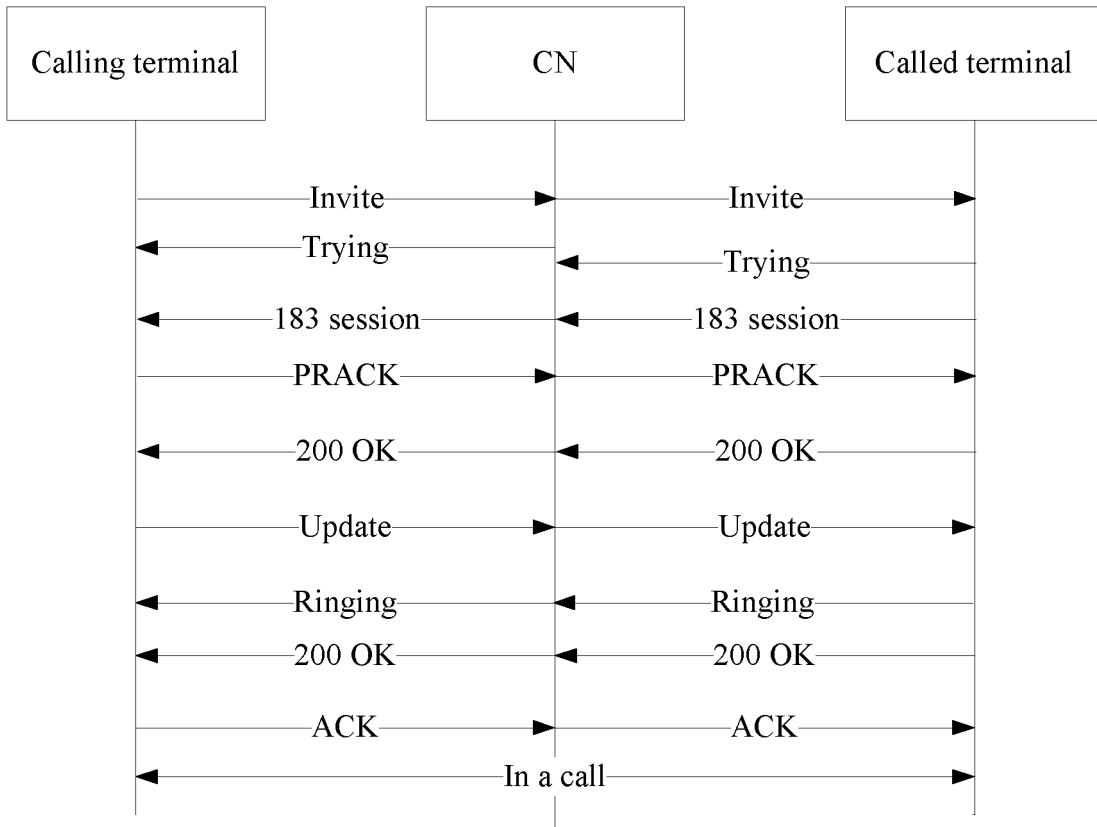 Calling terminal
CN
Called terminal
Invite
Invite
Trying
Trying
183 session
183 session
PRACK
PRACK
200 OK
200 OK
Update
Update
Ringing
Ringing
200 OK
200 OK
ACK
ACK
In a call